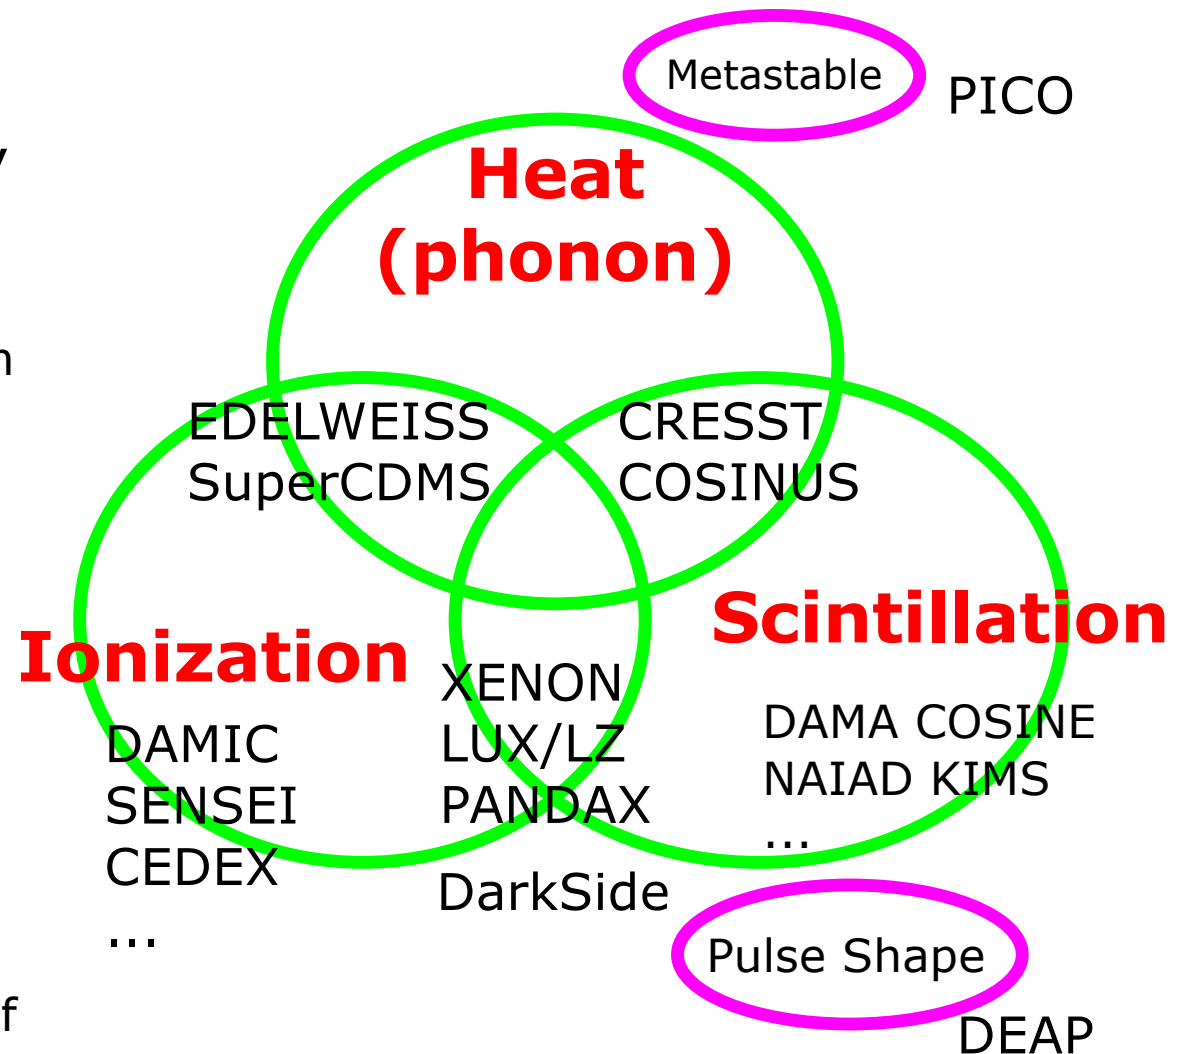 Metastable
PICO
y
Heat
(phonon)
n
EDELWEISS
CRESST
SuperCDMS
COSINUS
Scintillation
Ionization
XENON
DAMIC
LUX/LZ
DAMA COSINE
SENSEI
PANDAX
NAIAD KIMS
CEDEX
...
DarkSide
...
Pulse Shape
f
DEAP